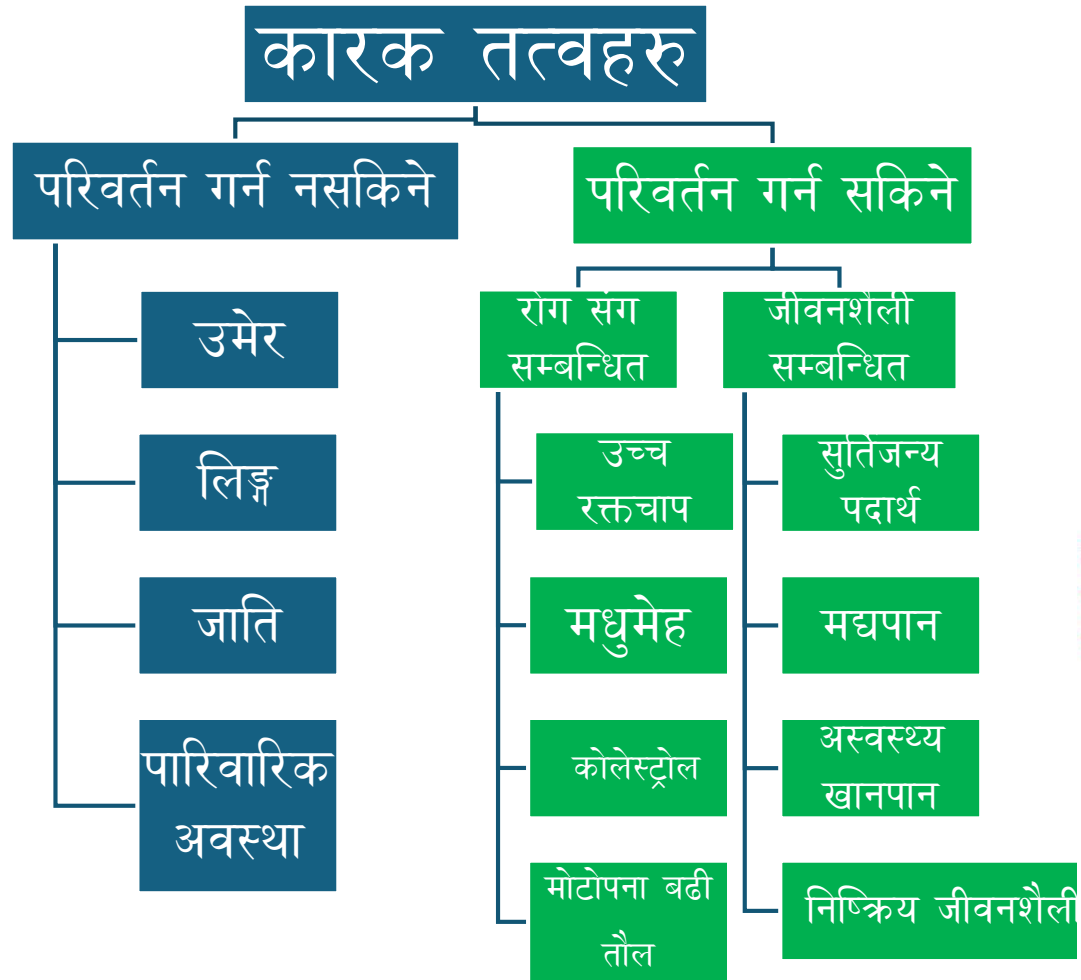 कारक तत्वहरु
परिवर्तन गर्न नसकिने
उमेर
लिङ्ग
जाति
पारिवारिक
अवस्था
परिवर्तन गर्न सकिने
रोग संग
सम्बन्धित
उच्च
रक्तचाप
मधुमेह
कोलेस्ट्रोल
मोटोपना बढी
तौल
जीवनशैली
सम्बन्धित
सुर्तिजन्य
पदार्थ
मद्यपान
अस्वस्थ्य
खानपान
निष्क्रिय जीवनशैली